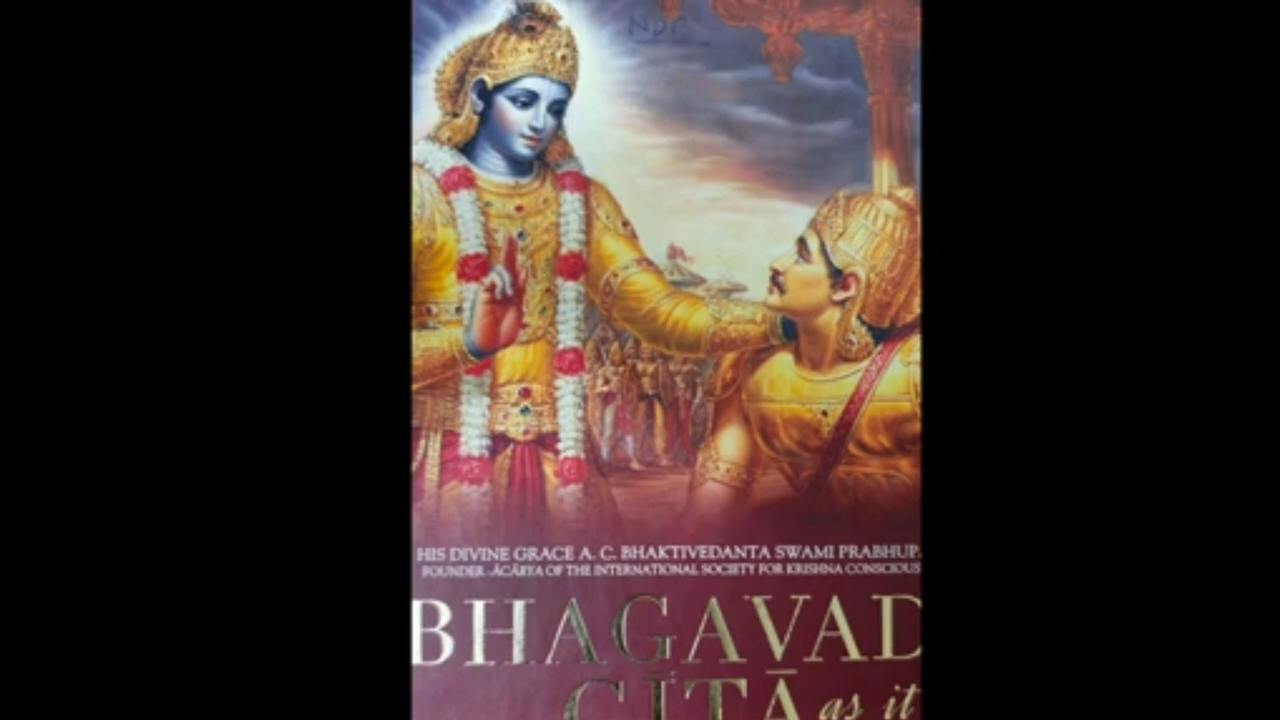 NDF
HIS DIVINE GRACE A. C. BHAKTIVEDANTA SWAMI PRABHUP
FOUNDER -ĀCĀRYA OF THE INTERNATIONAL SOCIETY FOR KRISHNA CONSCIOUS
BHAGAVAD
GĪTĀ as it